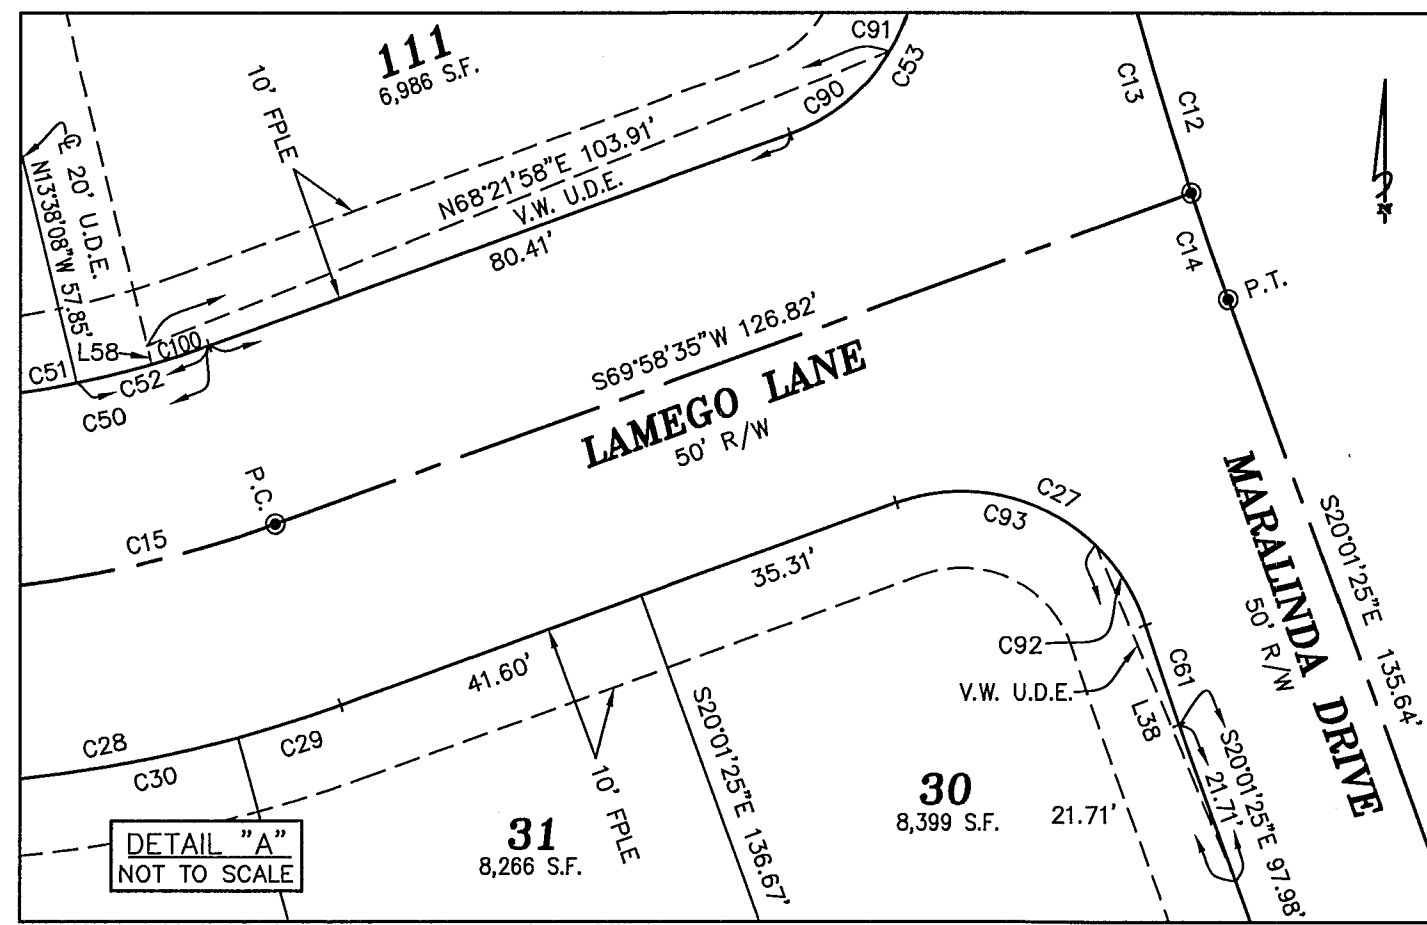 111
6,986 S.F.
10' FPLE
C91
C53
C90
C13
C12
℄ 20' U.D.E.
N13°38'08"W 57.85'
N68°21'58"E 103.91'
V.W. U.D.E.
80.41'
C14
P.T.
L58
C100
C51
C52
C50
S69°58'35"W 126.82'
LAMEGO LANE
50' R/W
P.C.
C15
MARALINDA DRIVE
50' R/W
S20°01'25"E 135.64'
C27
C93
35.31'
41.60'
C92
V.W. U.D.E.
C61
L38
C28
C29
C30
S20°01'25"E 136.67'
10' FPLE
S20°01'25"E 97.98'
21.71'
30
8,399 S.F.
21.71'
31
8,266 S.F.
DETAIL "A"
NOT TO SCALE